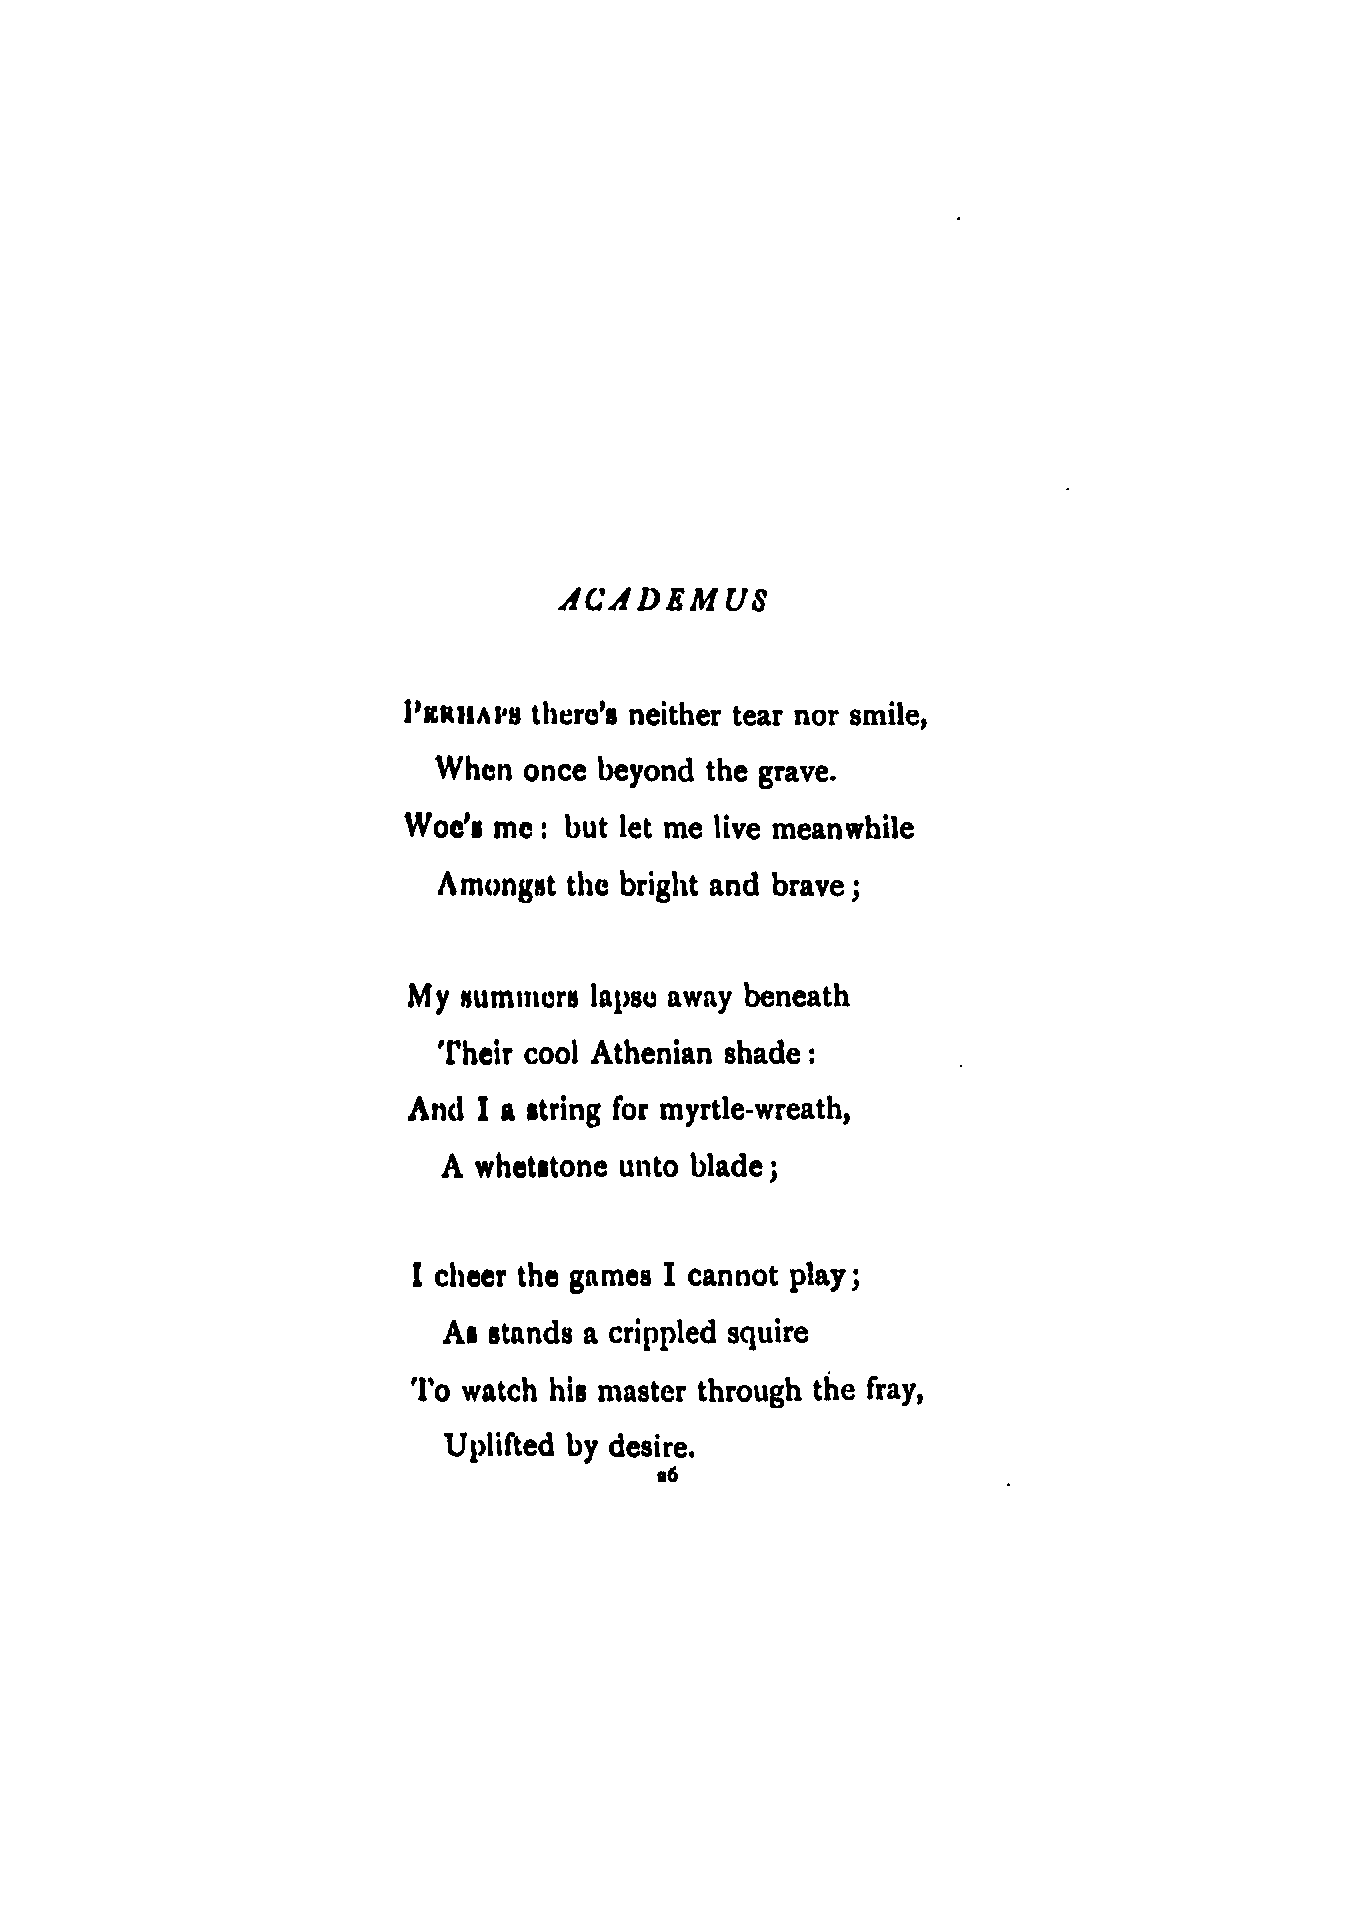 ACADEMUS
PERHAPS there's neither tear nor smile,
When once beyond the grave.
Woe's me: but let me live meanwhile
Amongst the bright and brave;
My summers lapse away beneath
Their cool Athenian shade:
And I a string for myrtle-wreath,
A whetstone unto blade;
I cheer the games I cannot play;
As stands a crippled squire
To watch his master through the fray,
Uplifted by desire.
26